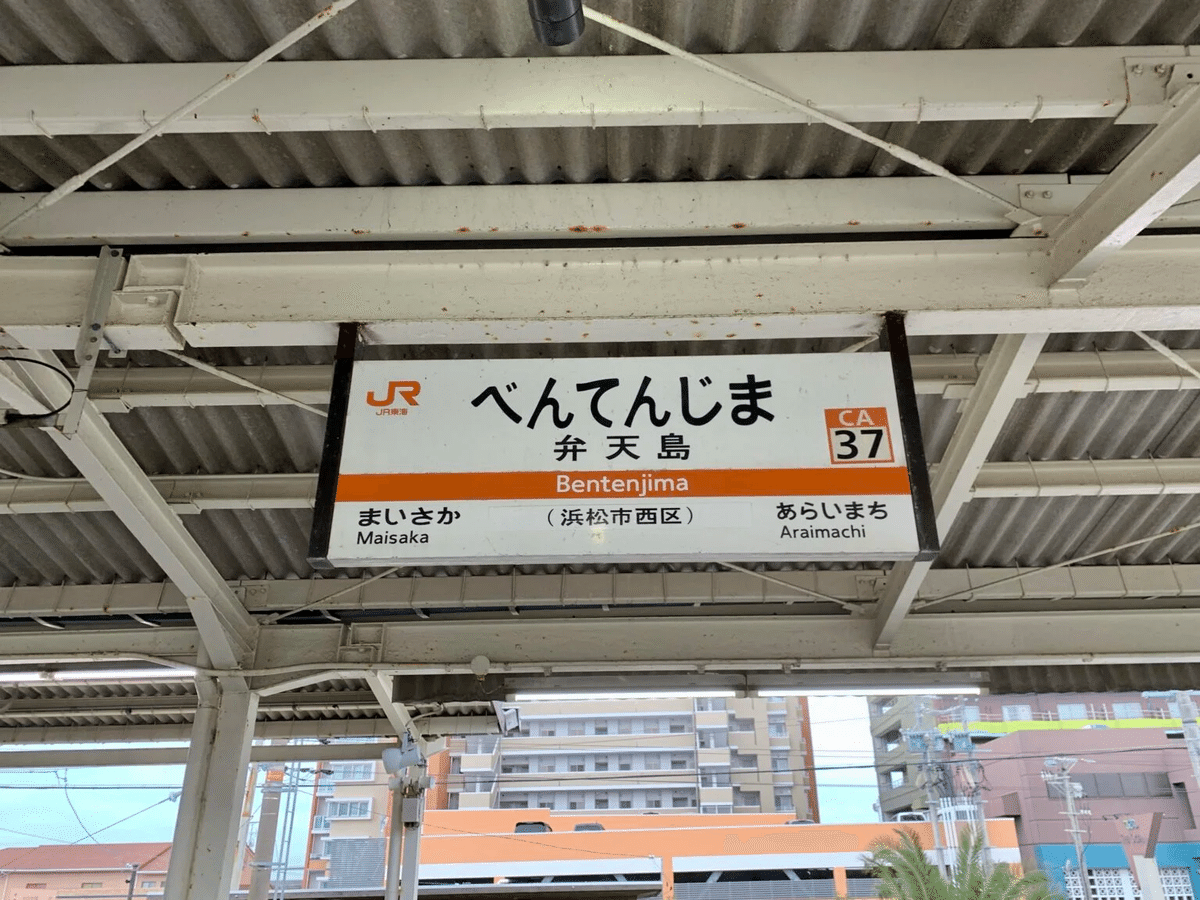 JR
JR東海
べんてんじま
弁天島
CA
37
Bentenjima
まいさか
Maisaka
（浜松市西区）
あらいまち
Araimachi